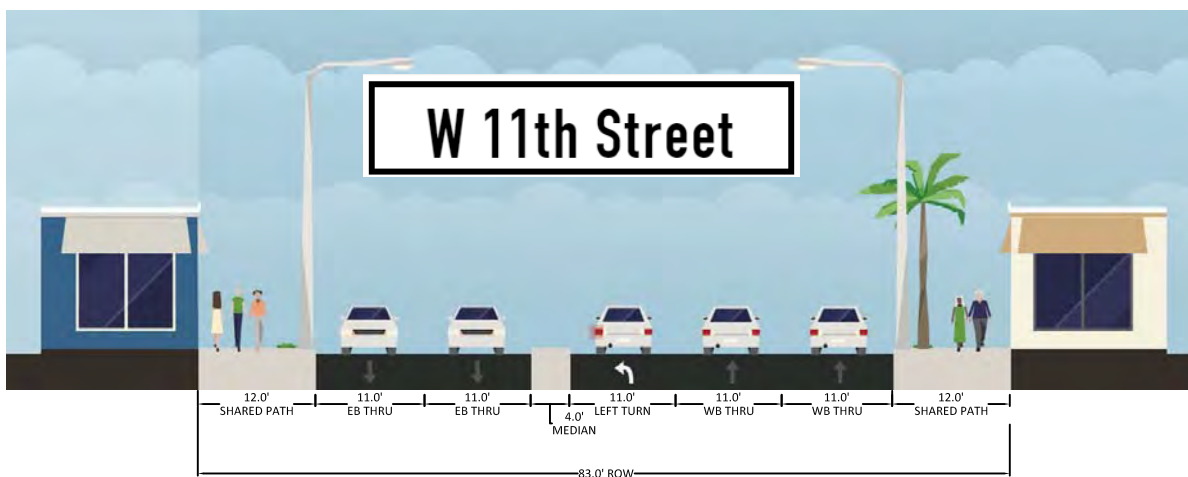 W 11th Street
12.0'
SHARED PATH
11.0'
EB THRU
11.0'
EB THRU
4.0'
MEDIAN
11.0'
LEFT TURN
11.0'
WB THRU
11.0'
WB THRU
12.0'
SHARED PATH
83.0' ROW